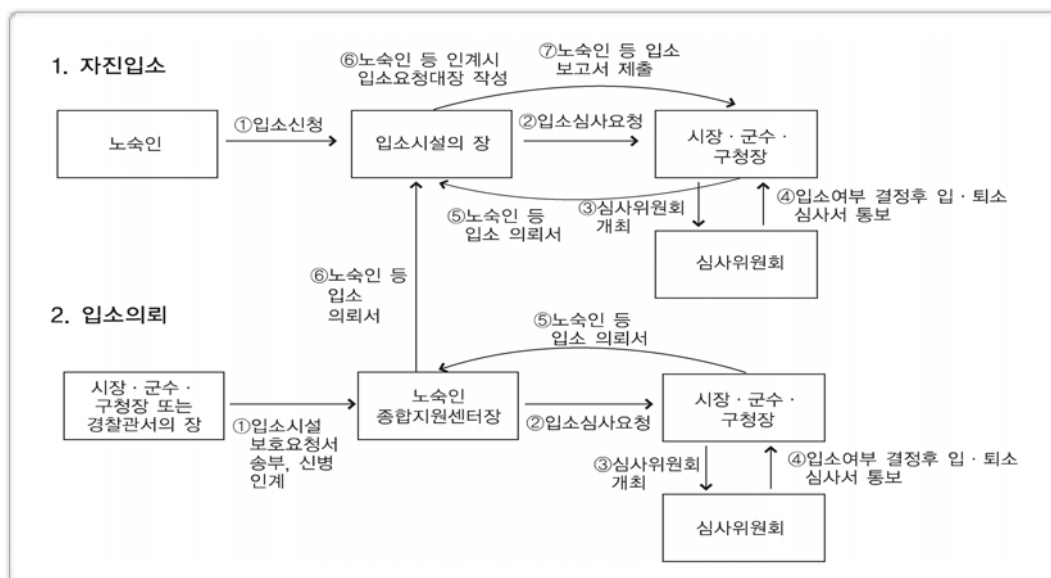 1. 자진입소
⑥노숙인 등 인계시
입소요청대장 작성
⑦노숙인 등 입소
보고서 제출
노숙인
①입소신청
입소시설의 장
②입소심사요청
시장·군수·
구청장
⑤노숙인 등
입소 의뢰서
③심사위원회
개최
④입소여부 결정후 입·퇴소
심사서 통보
심사위원회
⑥노숙인 등
입소
의뢰서
2. 입소의뢰
⑤노숙인 등
입소 의뢰서
시장·군수·
구청장 또는
경찰관서의 장
①입소시설
보호요청서
송부, 신병
인계
노숙인
종합지원센터장
②입소심사요청
시장·군수·
구청장
③심사위원회
개최
④입소여부 결정후 입·퇴소
심사서 통보
심사위원회